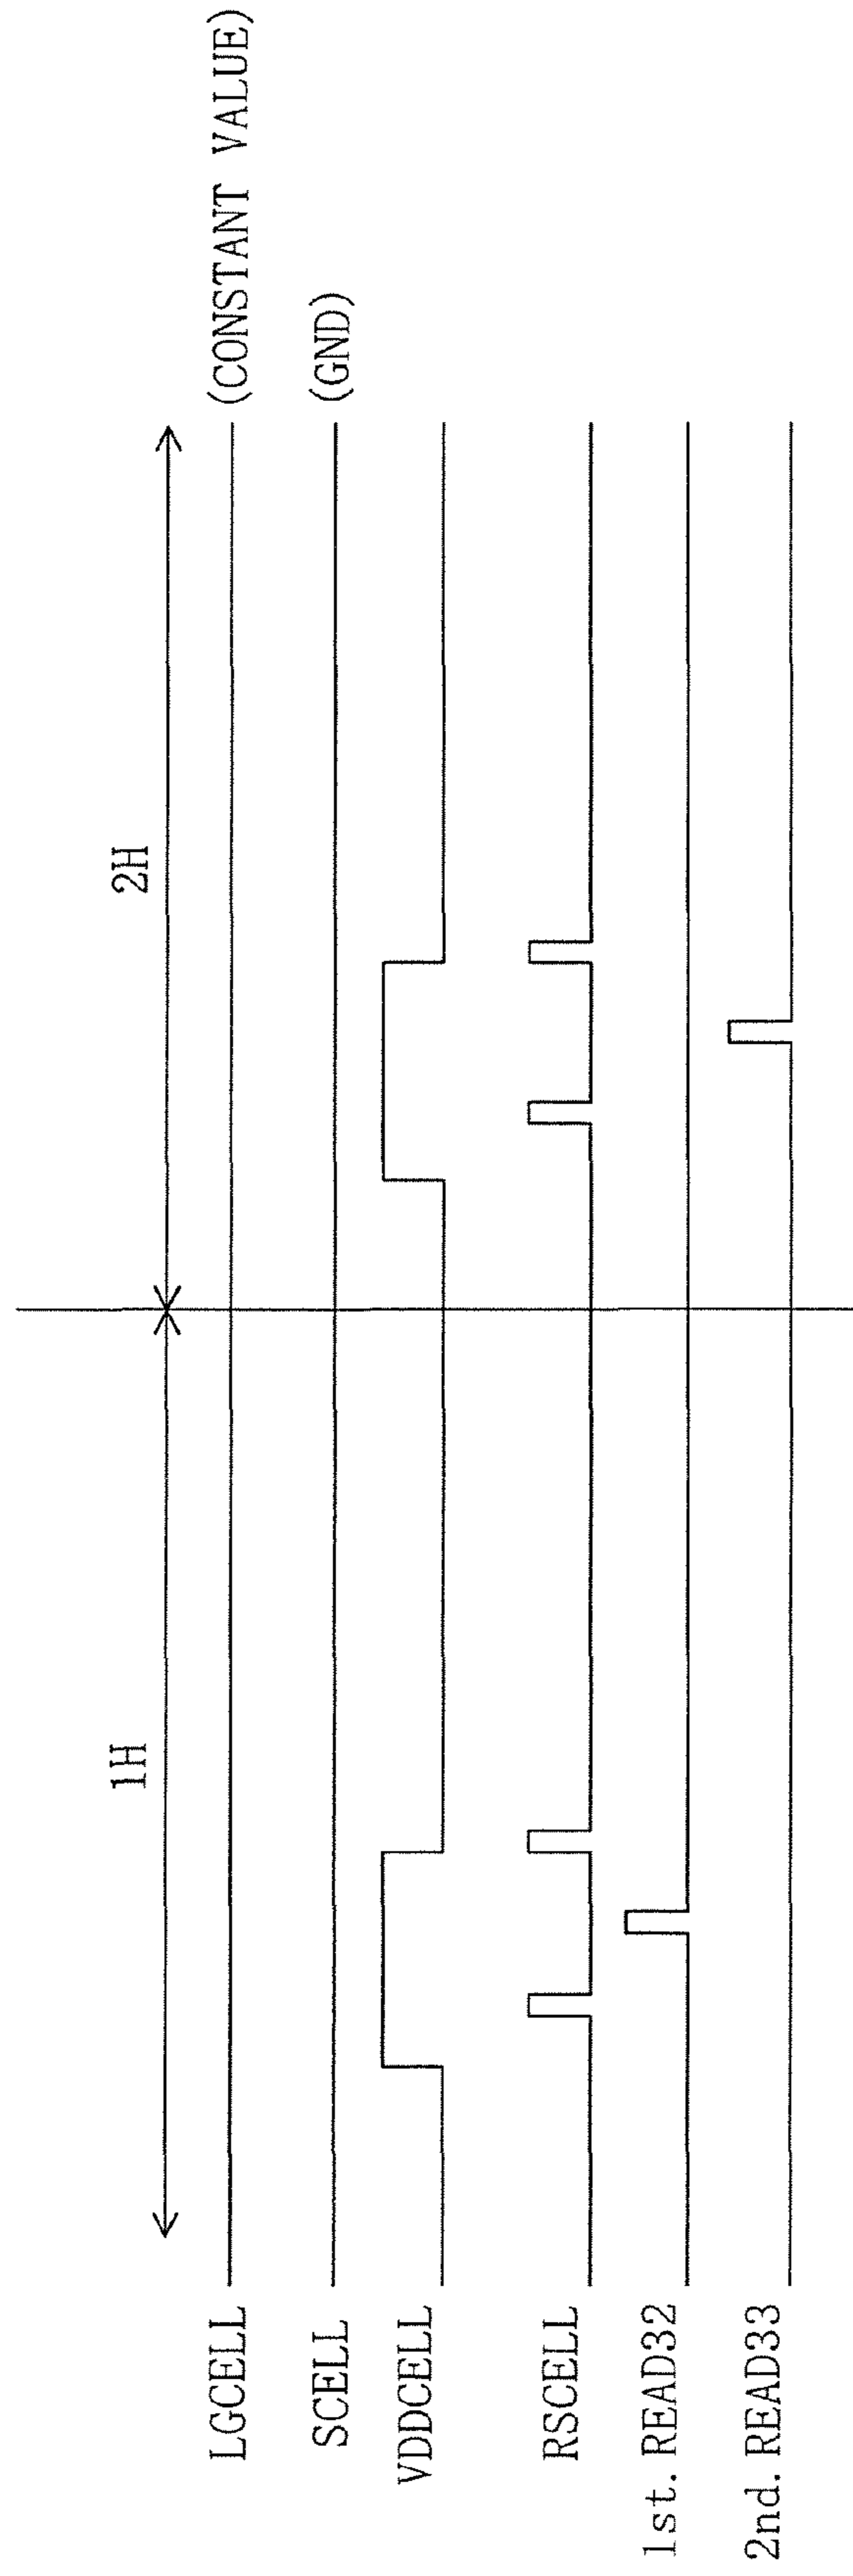 1H
2H
LGCELL
(CONSTANT VALUE)
SCELL
(GND)
VDDCELL
RSCELL
1st. READ32
2nd. READ33